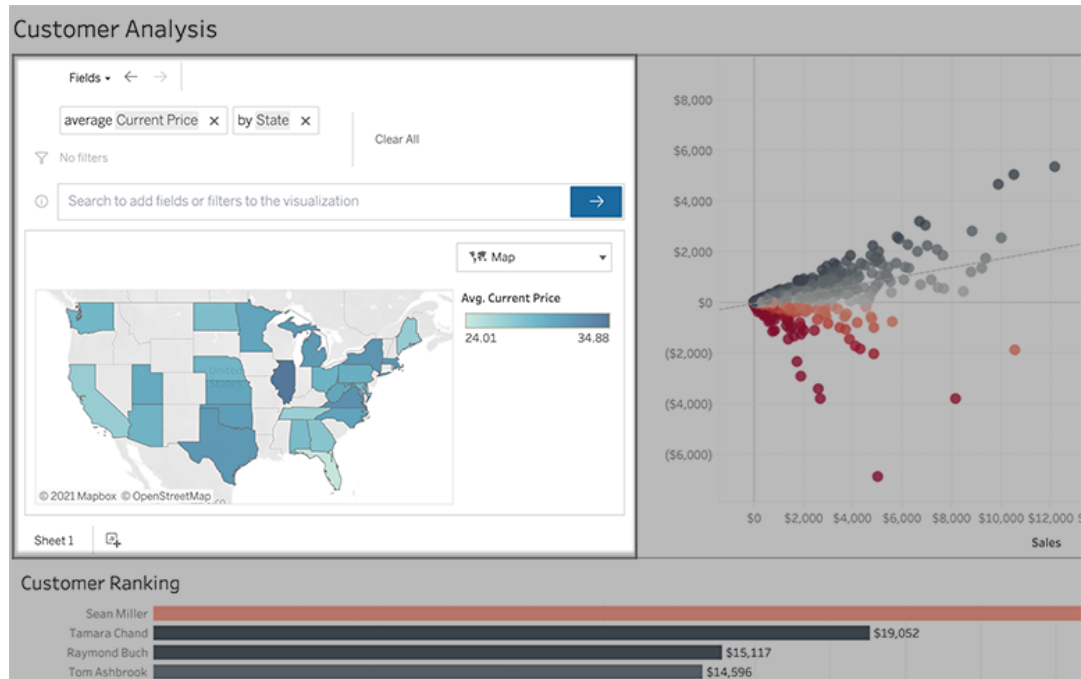 Customer Analysis
Fields
average Current Price ×
by State ×
Clear All
No filters
Search to add fields or filters to the visualization
Map
Avg. Current Price
24.01 34.88
United
States
© 2021 Mapbox © OpenStreetMap
Sheet 1
$8,000
$6,000
$4,000
$2,000
$0
($2,000)
($4,000)
($6,000)
$0 $2,000 $4,000 $6,000 $8,000 $10,000 $12,000
Sales
Customer Ranking
Sean Miller
Tamara Chand $19,052
Raymond Buch $15,117
Tom Ashbrook $14,596